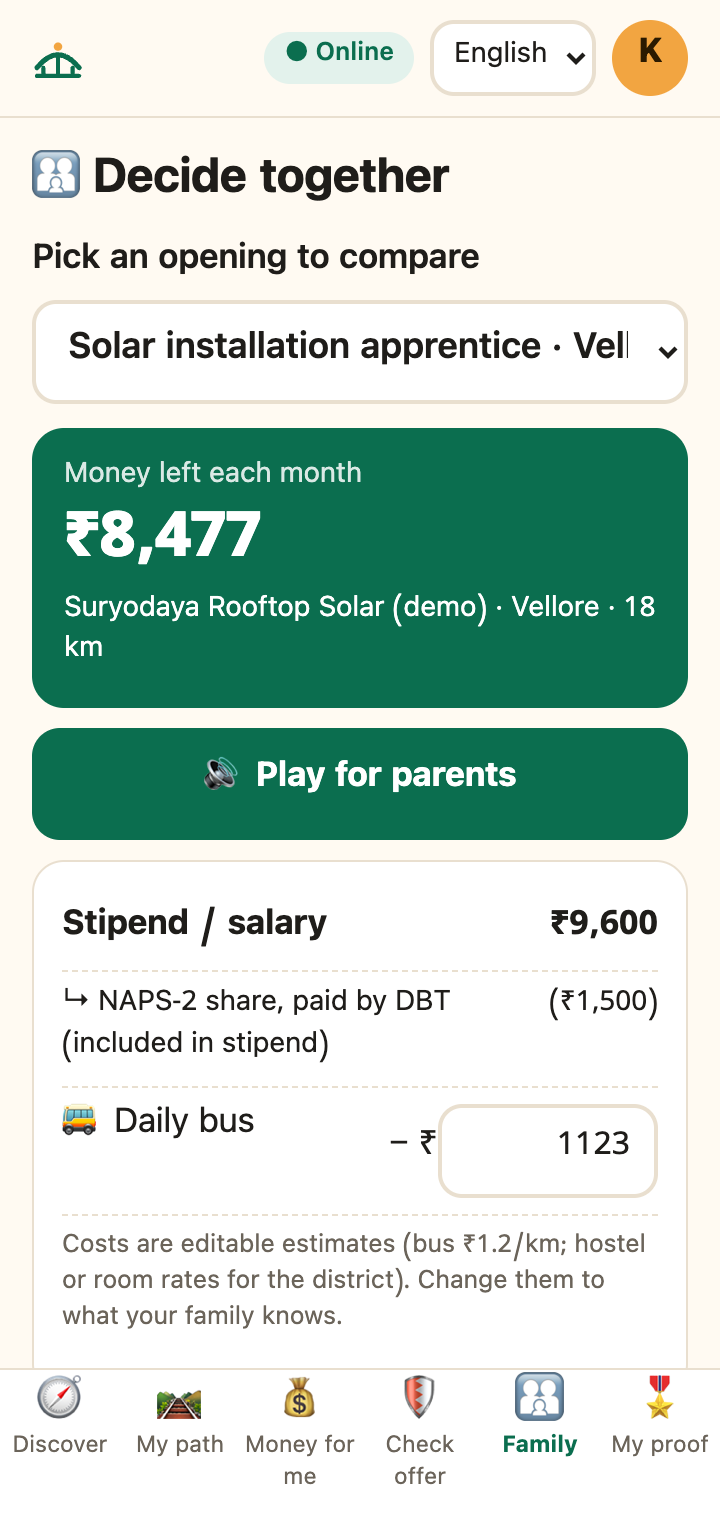 Online
English
K
Decide together
Pick an opening to compare
Solar installation apprentice · Vell
Money left each month
₹8,477
Suryodaya Rooftop Solar (demo) · Vellore · 18
km
Play for parents
Stipend / salary ₹9,600
↳ NAPS-2 share, paid by DBT (₹1,500)
(included in stipend)
Daily bus − ₹ 1123
Costs are editable estimates (bus ₹1.2/km; hostel
or room rates for the district). Change them to
what your family knows.
Discover
My path
Money for
me
Check
offer
Family
My proof